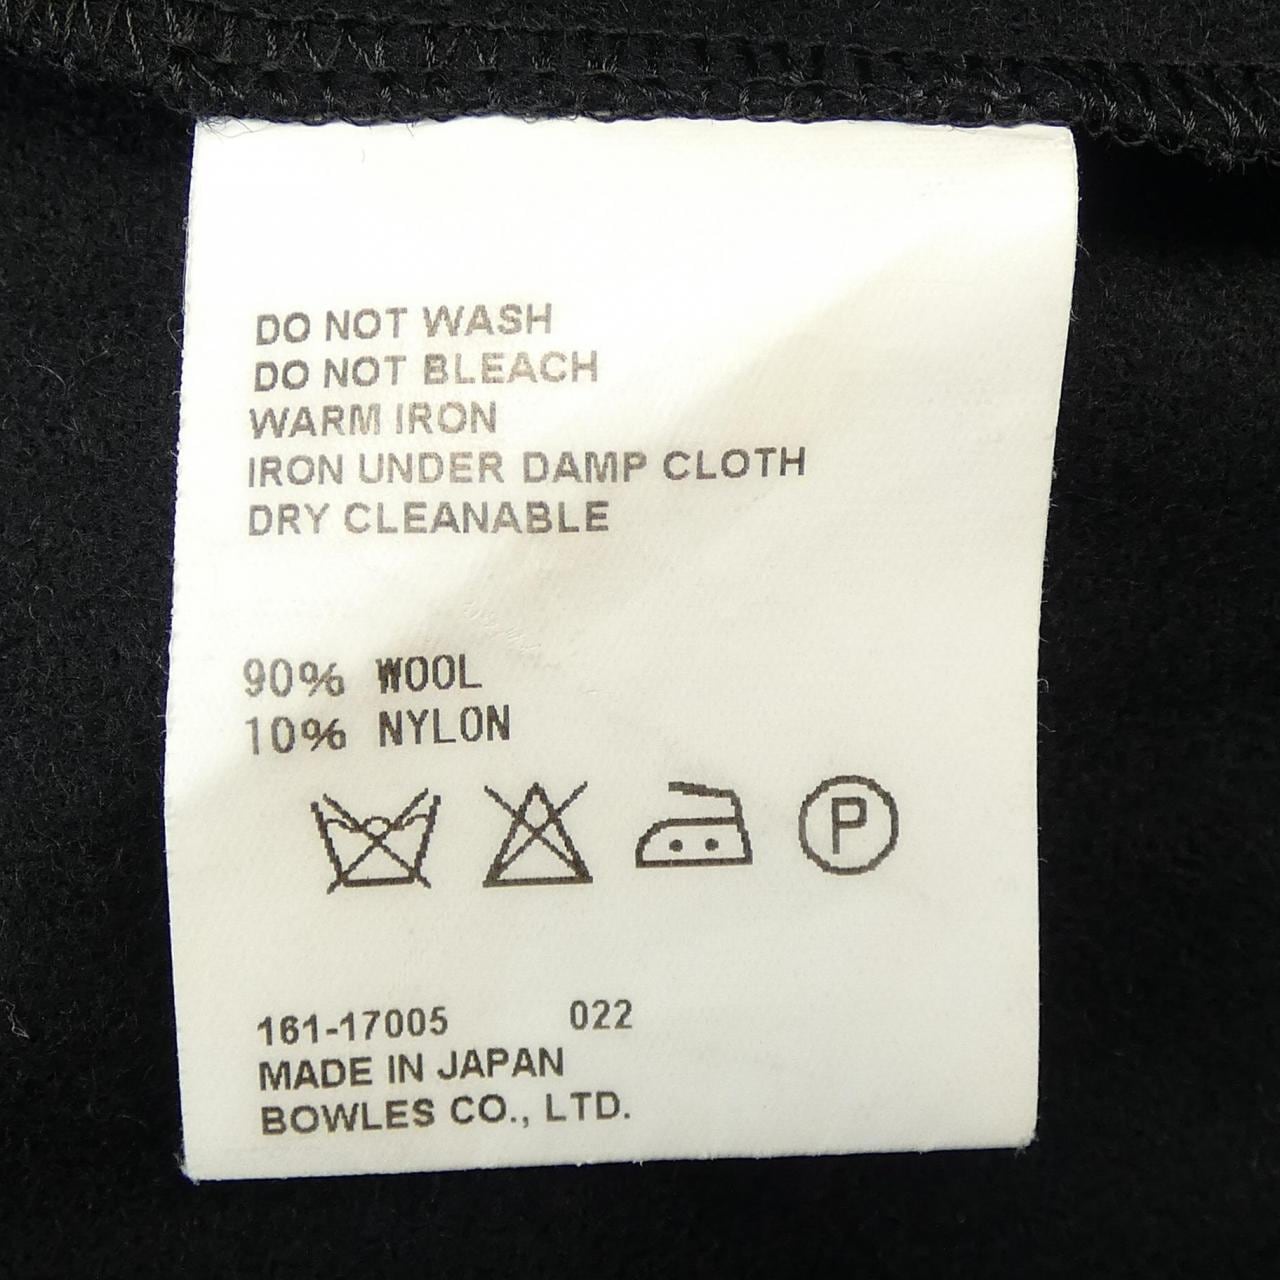 DO NOT WASH
DO NOT BLEACH
WARM IRON
IRON UNDER DAMP CLOTH
DRY CLEANABLE
90% WOOL
10% NYLON
P
161-17005 022
MADE IN JAPAN
BOWLES CO., LTD.